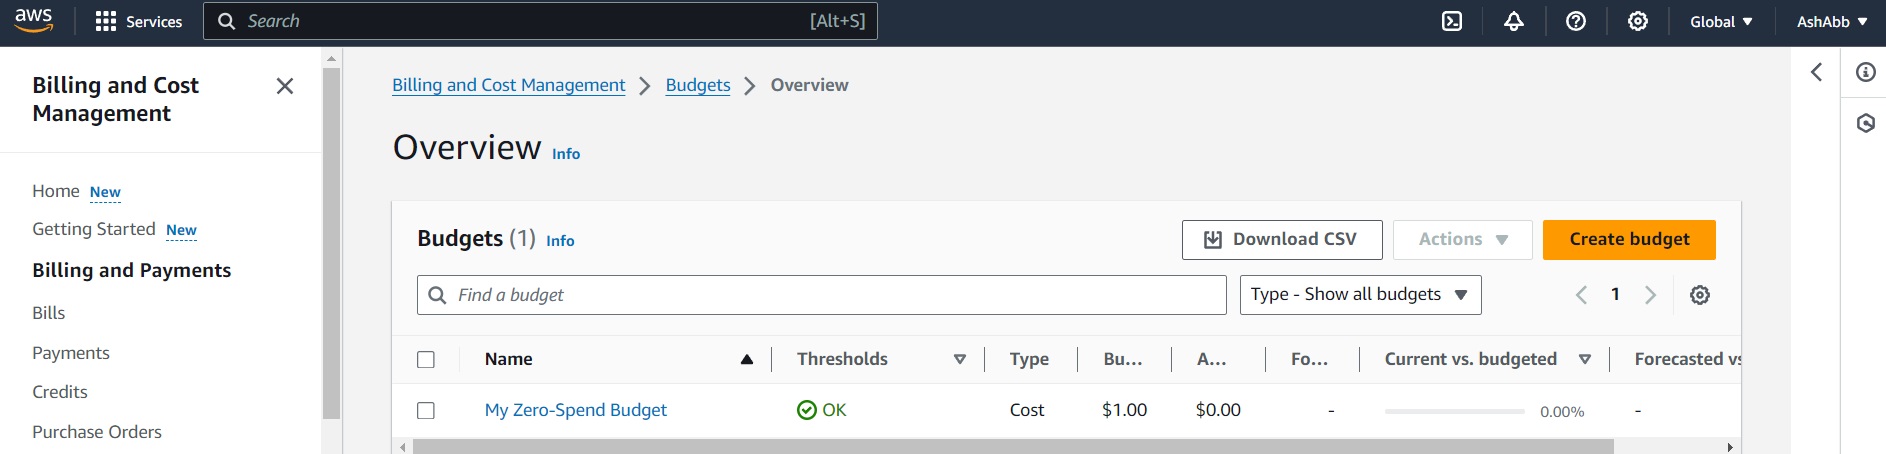 aws Services Search [Alt+S] Global AshAbb
Billing and Cost Management
Home New
Getting Started New
Billing and Payments
Bills
Payments
Credits
Purchase Orders
Billing and Cost Management Budgets Overview
Overview Info
Budgets (1) Info Download CSV Actions Create budget
Find a budget Type - Show all budgets 1
Name Thresholds Type Bu... A... Fo... Current vs. budgeted Forecasted vs
My Zero-Spend Budget OK Cost $1.00 $0.00 - 0.00% -